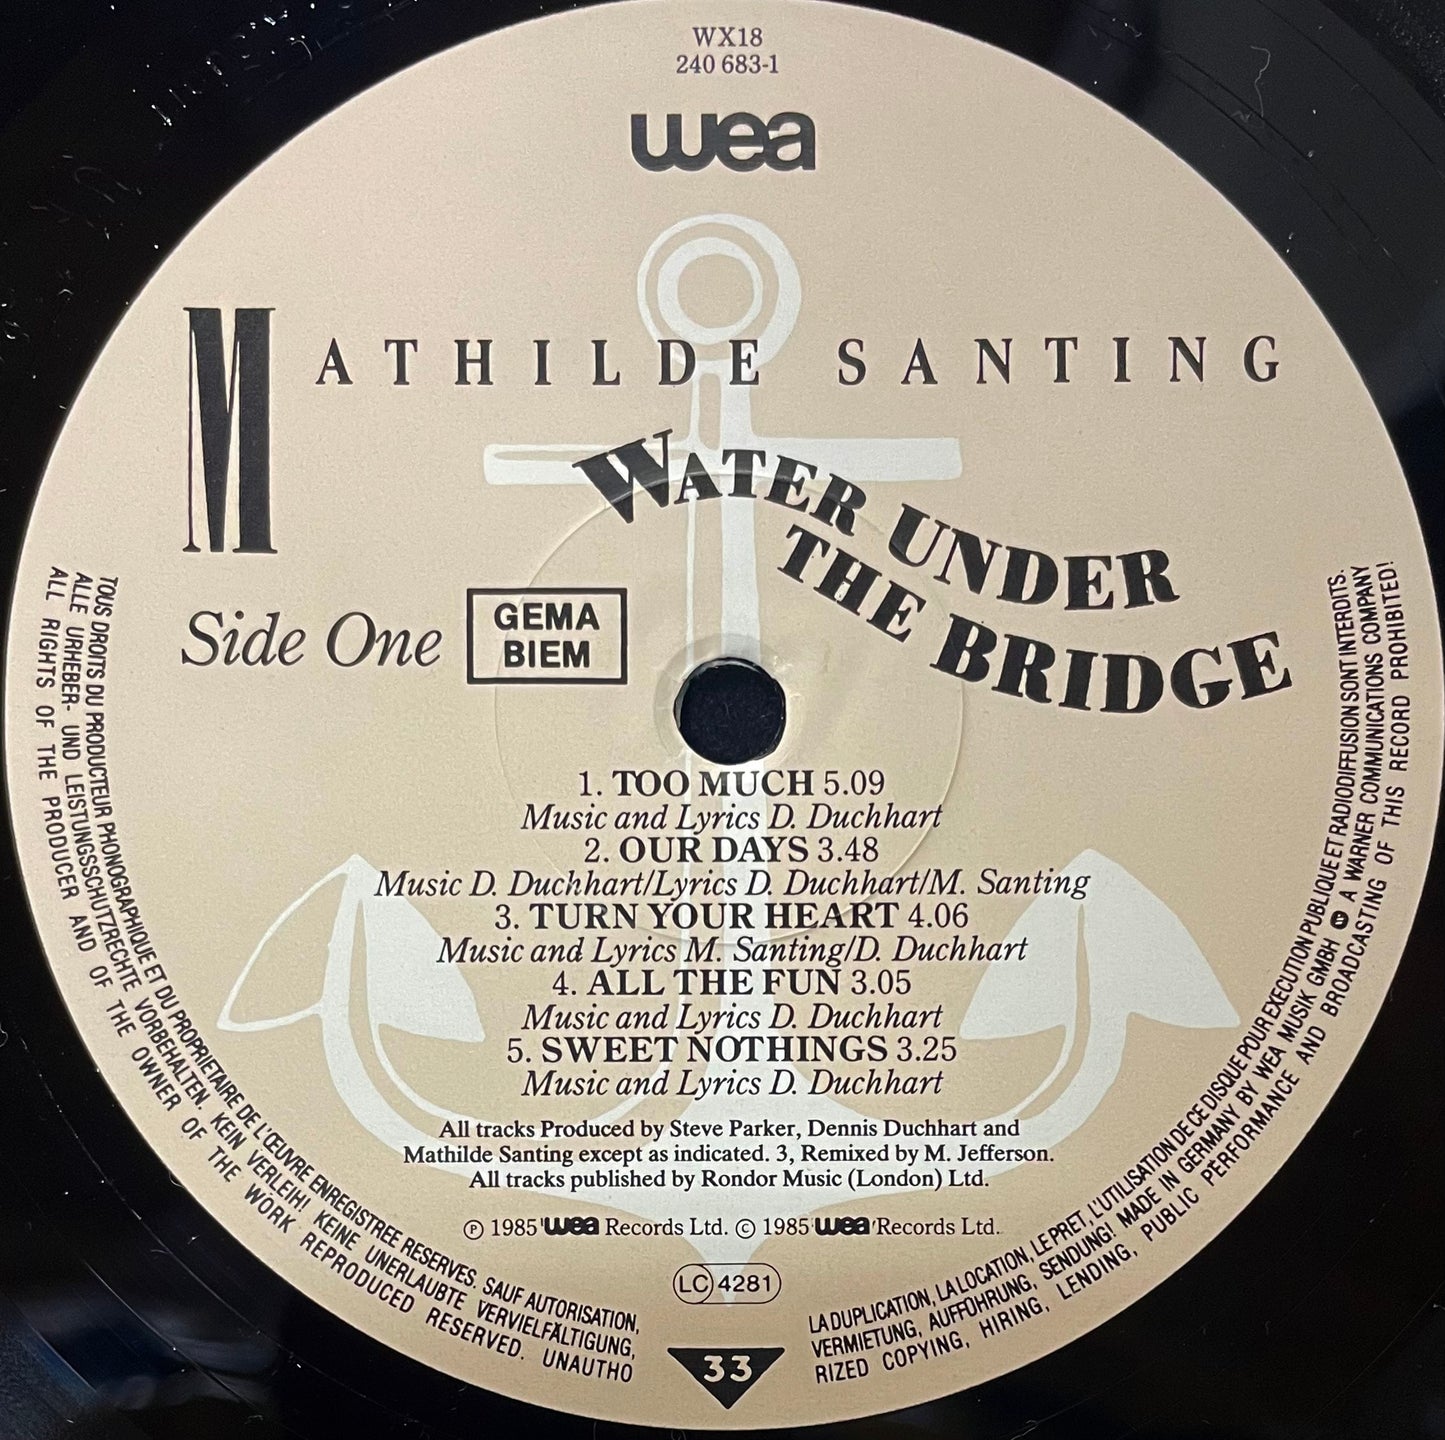 WX18
240 683-1
wea
MATHILDE SANTING
WATER UNDER
THE BRIDGE
Side One
GEMA
BIEM
1. TOO MUCH 5.09
Music and Lyrics D. Duchhart
2. OUR DAYS 3.48
Music D. Duchhart/Lyrics D. Duchhart/M. Santing
3. TURN YOUR HEART 4.06
Music and Lyrics M. Santing/D. Duchhart
4. ALL THE FUN 3.05
Music and Lyrics D. Duchhart
5. SWEET NOTHINGS 3.25
Music and Lyrics D. Duchhart
All tracks Produced by Steve Parker, Dennis Duchhart and
Mathilde Santing except as indicated. 3, Remixed by M. Jefferson.
All tracks published by Rondor Music (London) Ltd.
℗ 1985 wea Records Ltd. © 1985 wea Records Ltd.
LC 4281
33
TOUS DROITS DU PRODUCTEUR PHONOGRAPHIQUE ET DU PROPRIETAIRE DE L'ŒUVRE ENREGISTREE RESERVES. SAUF AUTORISATION, LA DUPLICATION, LA LOCATION, LE PRET, L'UTILISATION DE CE DISQUE POUR EXECUTION PUBLIQUE ET RADIODIFFUSION SONT INTERDITS.
ALLE URHEBER- UND LEISTUNGSSCHUTZRECHTE VORBEHALTEN. KEIN VERLEIH! KEINE UNERLAUBTE VERVIELFÄLTIGUNG, VERMIETUNG, AUFFÜHRUNG, SENDUNG! MADE IN GERMANY BY WEA MUSIK GMBH A WARNER COMMUNICATIONS COMPANY
ALL RIGHTS OF THE PRODUCER AND OF THE OWNER OF THE WORK REPRODUCED RESERVED. UNAUTHORIZED COPYING, HIRING, LENDING, PUBLIC PERFORMANCE AND BROADCASTING OF THIS RECORD PROHIBITED!